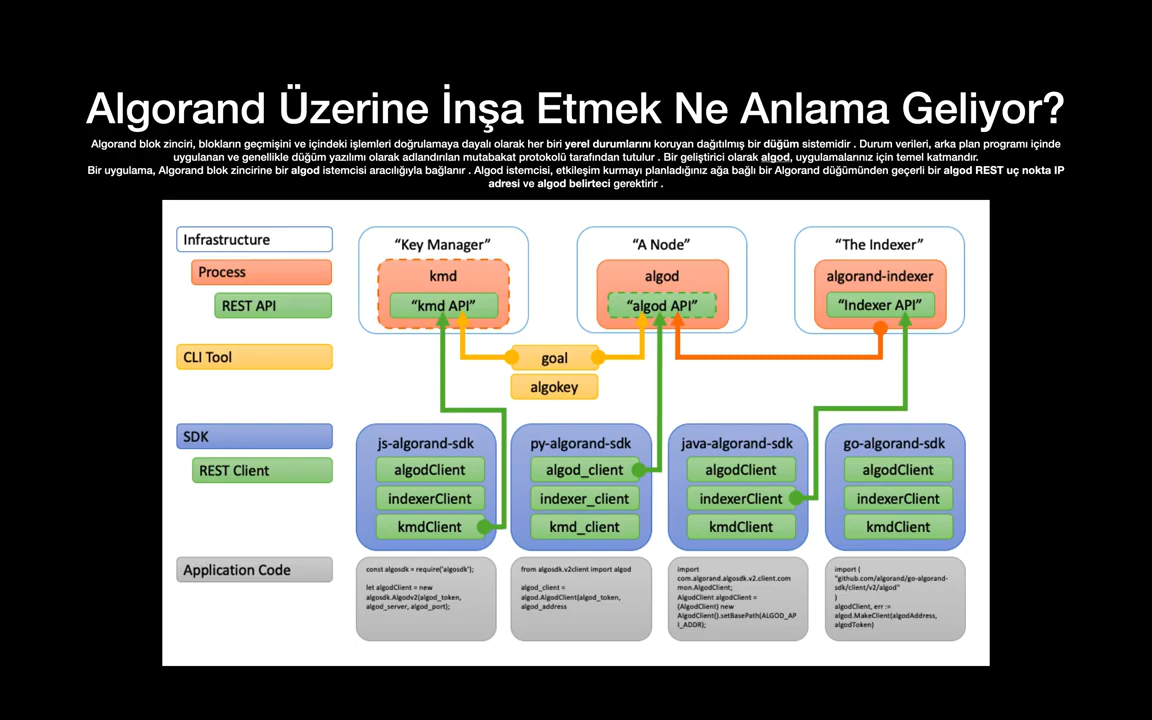 Algorand Üzerine İnşa Etmek Ne Anlama Geliyor?
Algorand blok zinciri, blokların geçmişini ve içindeki işlemleri doğrulamaya dayalı olarak her biri yerel durumlarını koruyan dağıtılmış bir düğüm sistemidir . Durum verileri, arka plan programı içinde
uygulanan ve genellikle düğüm yazılımı olarak adlandırılan mutabakat protokolü tarafından tutulur . Bir geliştirici olarak algod, uygulamalarınız için temel katmandır.
Bir uygulama, Algorand blok zincirine bir algod istemcisi aracılığıyla bağlanır . Algod istemcisi, etkileşim kurmayı planladığınız ağa bağlı bir Algorand düğümünden geçerli bir algod REST uç nokta IP
adresi ve algod belirteci gerektirir .
Infrastructure
Process
REST API
CLI Tool
SDK
REST Client
Application Code
“Key Manager”
kmd
“kmd API”
“A Node”
algod
“algod API”
“The Indexer”
algorand-indexer
“Indexer API”
goal
algokey
js-algorand-sdk
algodClient
indexerClient
kmdClient
py-algorand-sdk
algod_client
indexer_client
kmd_client
java-algorand-sdk
algodClient
indexerClient
kmdClient
go-algorand-sdk
algodClient
indexerClient
kmdClient
const algosdk = require('algosdk');
let algodClient = new
algosdk.Algodv2(algod_token,
algod_server, algod_port);
from algosdk.v2client import algod
algod_client =
algod.AlgodClient(algod_token,
algod_address
import
com.algorand.algosdk.v2.client.com
mon.AlgodClient;
AlgodClient algodClient =
(AlgodClient) new
AlgodClient().setBasePath(ALGOD_AP
I_ADDR);
import (
"github.com/algorand/go-algorand-
sdk/client/v2/algod"
)
algodClient, err :=
algod.MakeClient(algodAddress,
algodToken)